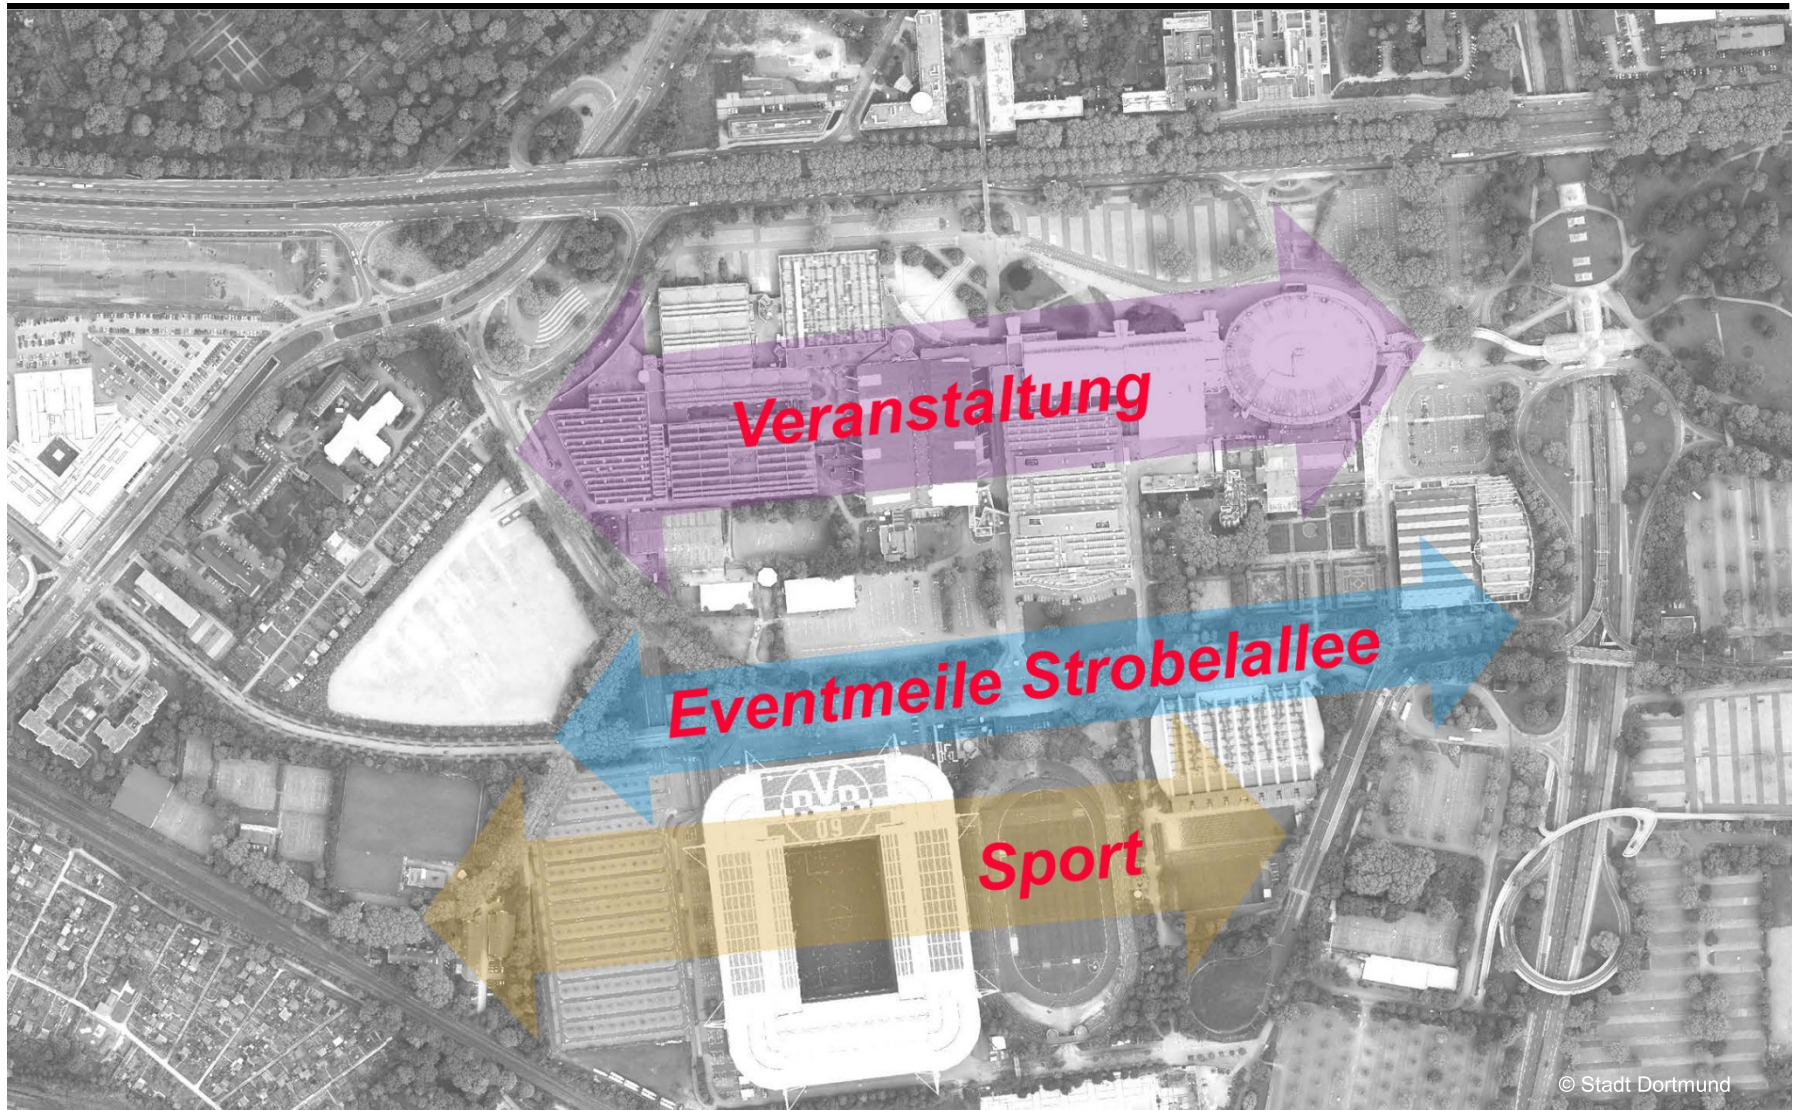 Veranstaltung
Eventmeile Strobelallee
BVB
09
Sport
© Stadt Dortmund